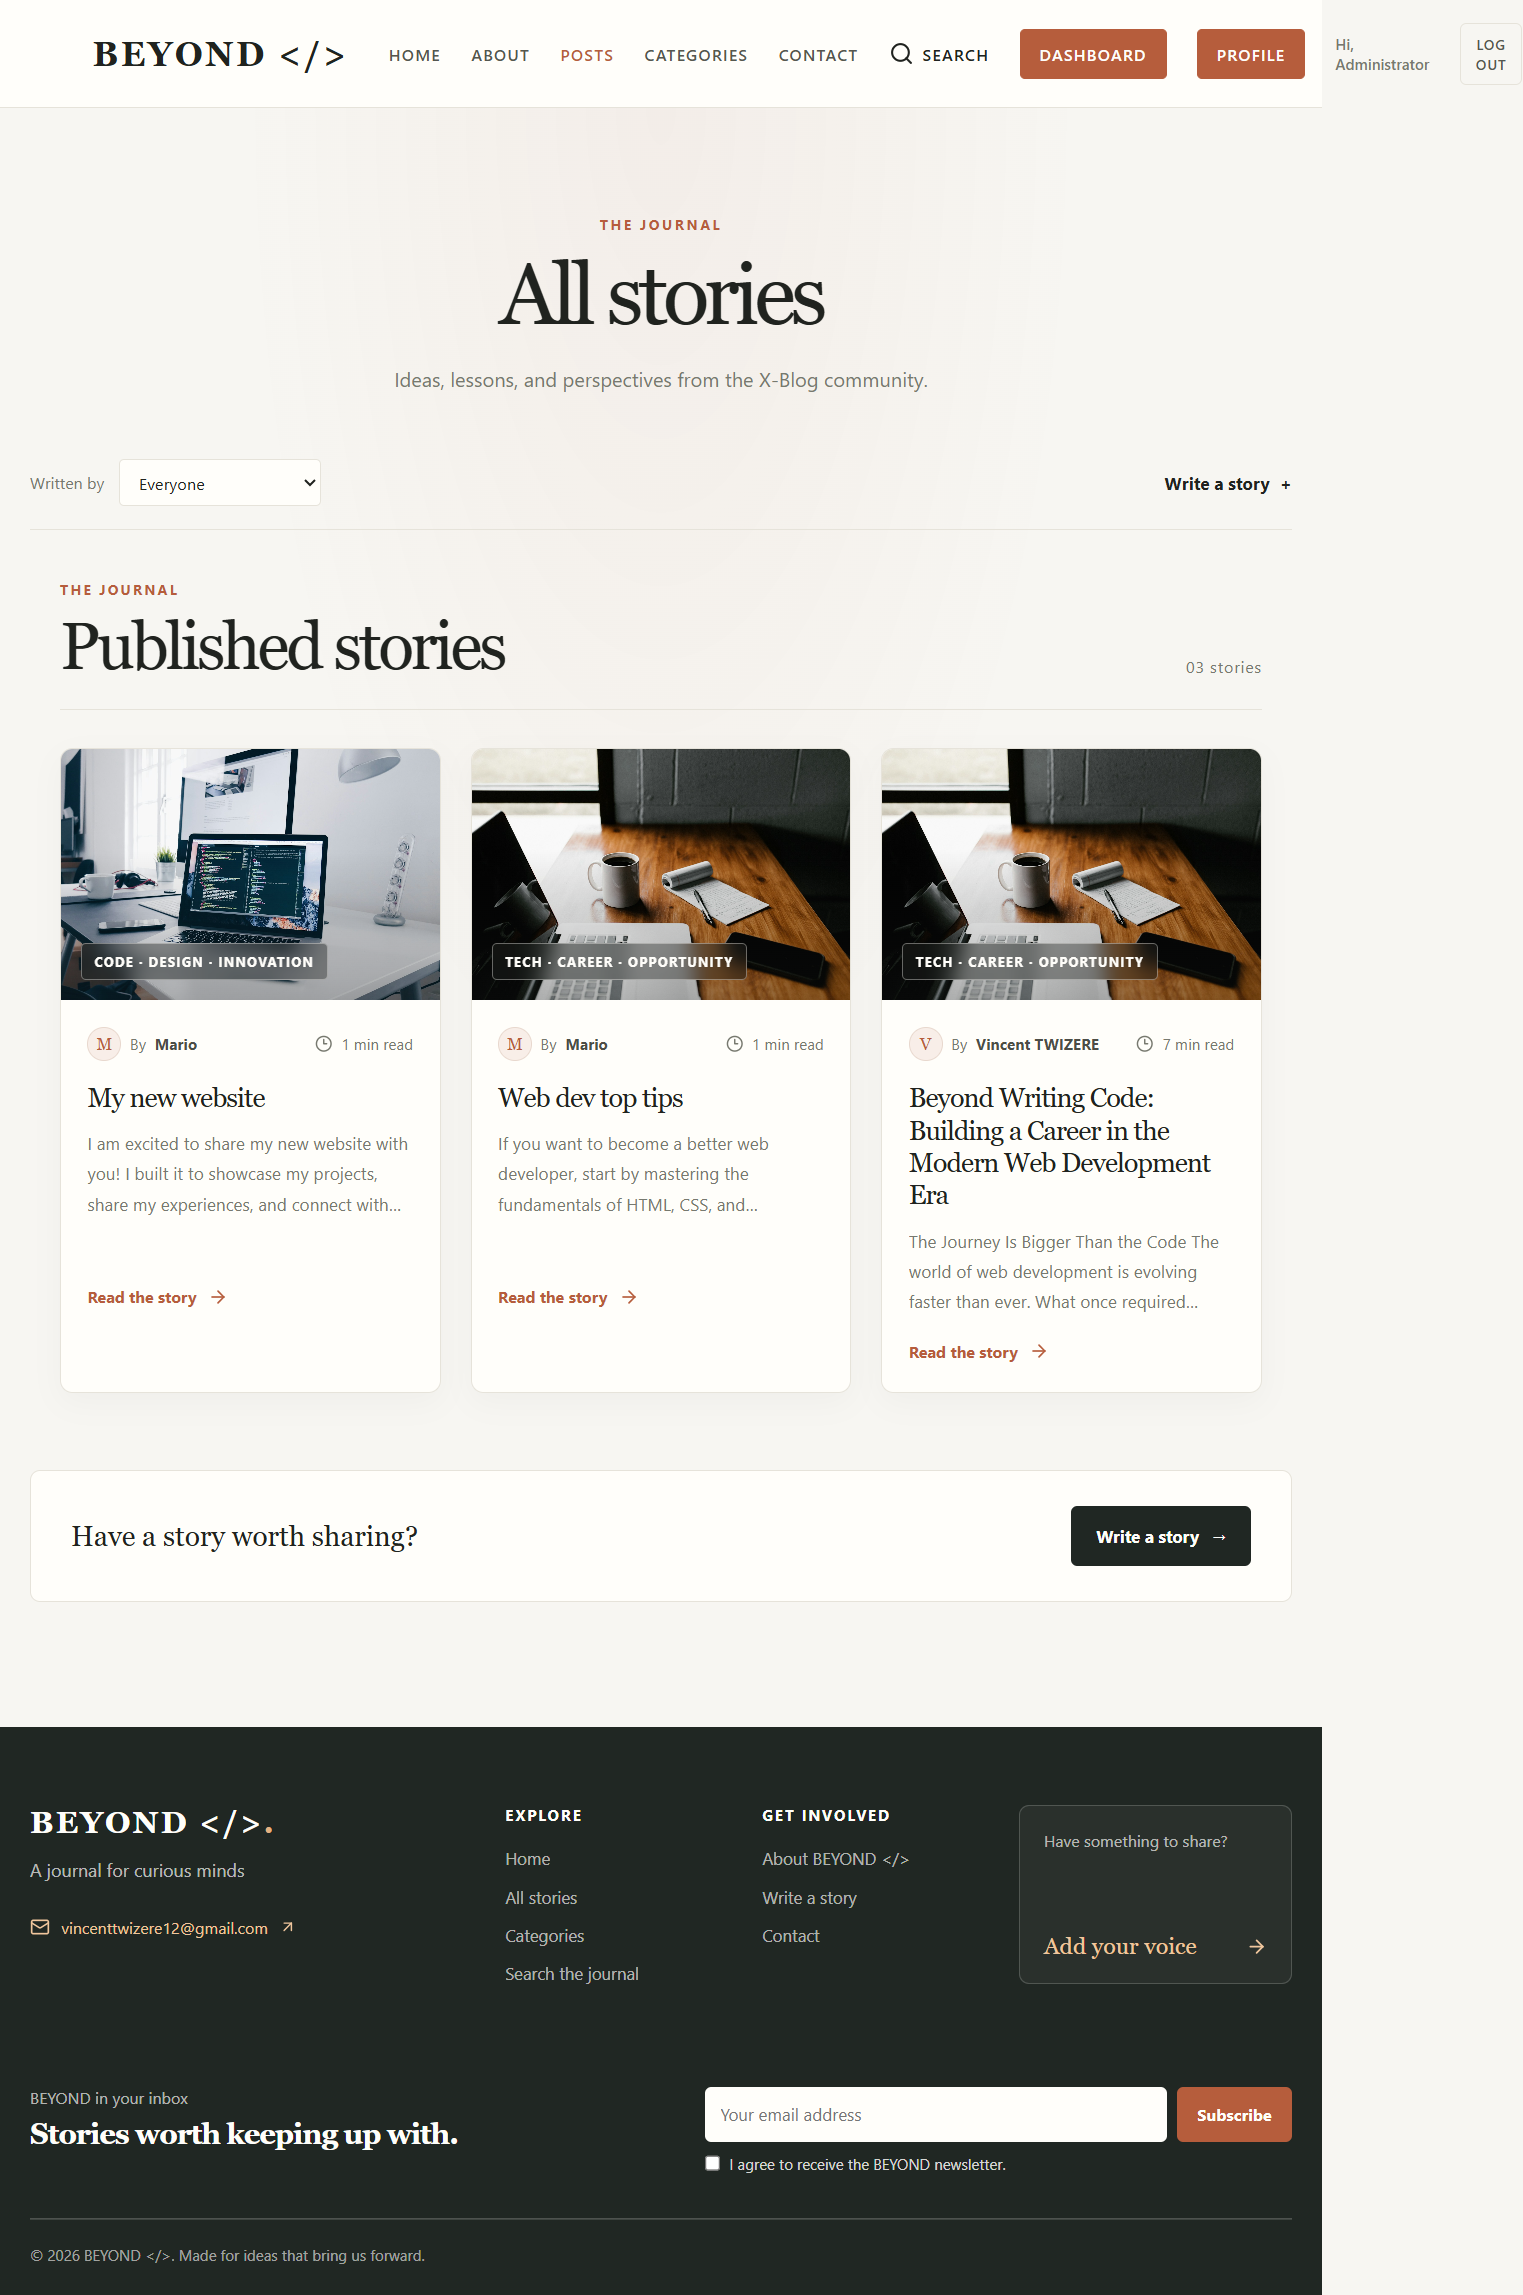 BEYOND </>
HOME
ABOUT
POSTS
CATEGORIES
CONTACT
SEARCH
DASHBOARD
PROFILE
Hi,
Administrator
LOG
OUT
THE JOURNAL
All stories
Ideas, lessons, and perspectives from the X-Blog community.
Written by
Everyone
Write a story +
THE JOURNAL
Published stories
03 stories
CODE · DESIGN · INNOVATION
M
By Mario
1 min read
My new website
I am excited to share my new website with
you! I built it to showcase my projects,
share my experiences, and connect with...
Read the story →
TECH · CAREER · OPPORTUNITY
M
By Mario
1 min read
Web dev top tips
If you want to become a better web
developer, start by mastering the
fundamentals of HTML, CSS, and...
Read the story →
TECH · CAREER · OPPORTUNITY
V
By Vincent TWIZERE
7 min read
Beyond Writing Code:
Building a Career in the
Modern Web Development
Era
The Journey Is Bigger Than the Code The
world of web development is evolving
faster than ever. What once required...
Read the story →
Have a story worth sharing?
Write a story →
BEYOND </>.
A journal for curious minds
vincenttwizere12@gmail.com
EXPLORE
Home
All stories
Categories
Search the journal
GET INVOLVED
About BEYOND </>
Write a story
Contact
Have something to share?
Add your voice →
BEYOND in your inbox
Stories worth keeping up with.
Your email address
Subscribe
I agree to receive the BEYOND newsletter.
© 2026 BEYOND </>. Made for ideas that bring us forward.